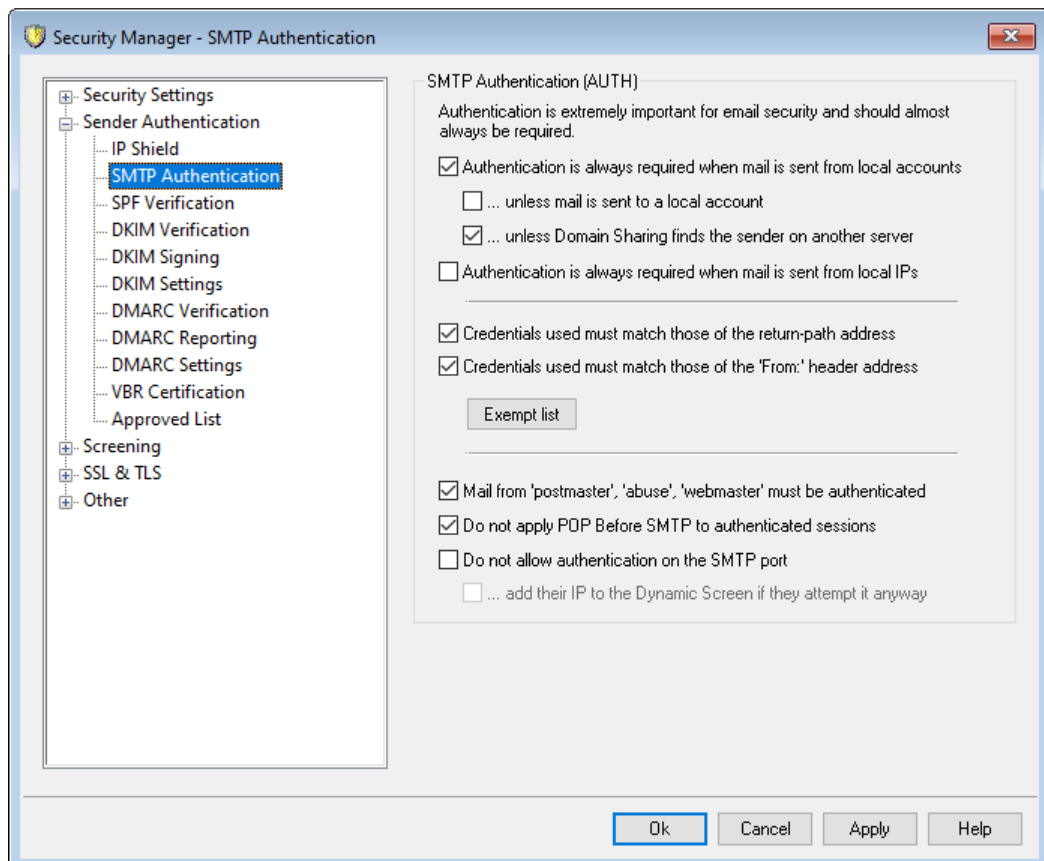 Security Manager - SMTP Authentication
Security Settings
Sender Authentication
IP Shield
SMTP Authentication
SPF Verification
DKIM Verification
DKIM Signing
DKIM Settings
DMARC Verification
DMARC Reporting
DMARC Settings
VBR Certification
Approved List
Screening
SSL & TLS
Other
SMTP Authentication (AUTH)
Authentication is extremely important for email security and should almost
always be required.
Authentication is always required when mail is sent from local accounts
... unless mail is sent to a local account
... unless Domain Sharing finds the sender on another server
Authentication is always required when mail is sent from local IPs
Credentials used must match those of the return-path address
Credentials used must match those of the 'From:' header address
Exempt list
Mail from 'postmaster', 'abuse', 'webmaster' must be authenticated
Do not apply POP Before SMTP to authenticated sessions
Do not allow authentication on the SMTP port
... add their IP to the Dynamic Screen if they attempt it anyway
Ok
Cancel
Apply
Help